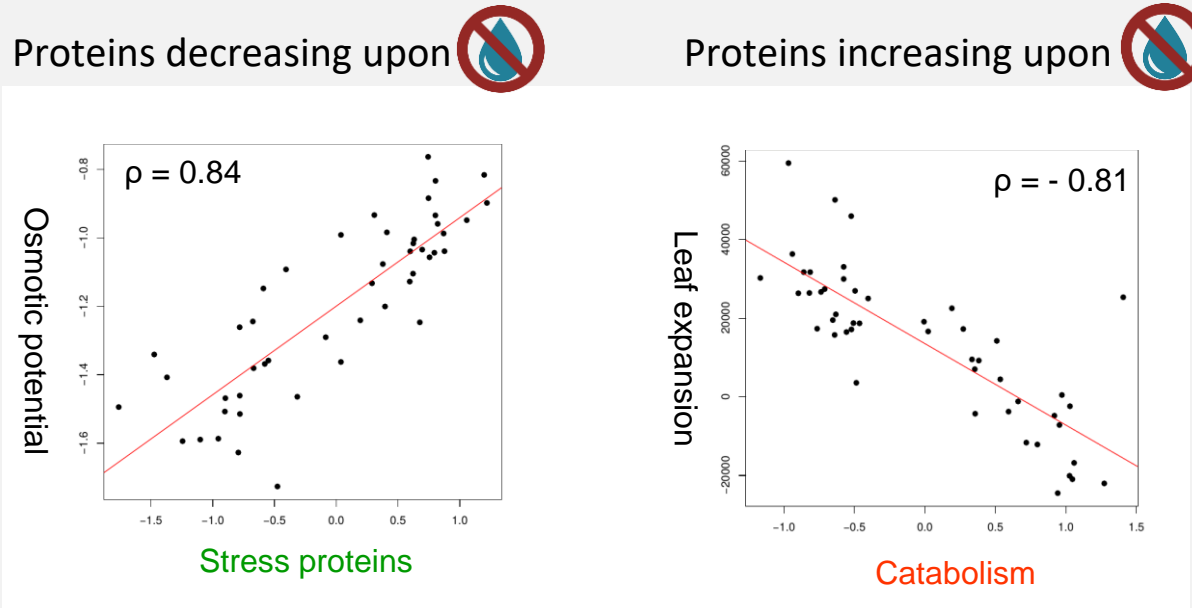 Proteins decreasing upon
Proteins increasing upon
ρ = 0.84
Osmotic potential
-0.8
-1.0
-1.2
-1.4
-1.6
-1.5
-1.0
-0.5
0.0
0.5
1.0
Stress proteins
ρ = - 0.81
Leaf expansion
60000
40000
20000
0
-20000
-1.0
-0.5
0.0
0.5
1.0
1.5
Catabolism